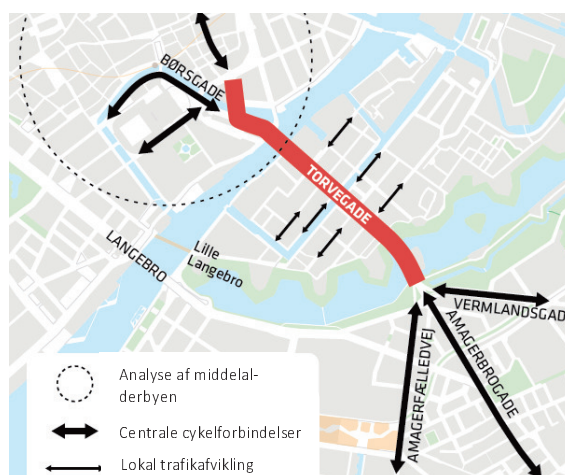 BØRSGADE
TORVEGADE
LANGEBRO
Lille
Langebro
VERMLANDSGAD
AMAGERBROGADE
AMAGERFÆLLEDVEJ
Analyse af middelal-
derbyen
Centrale cykelforbindelser
Lokal trafikafvikling